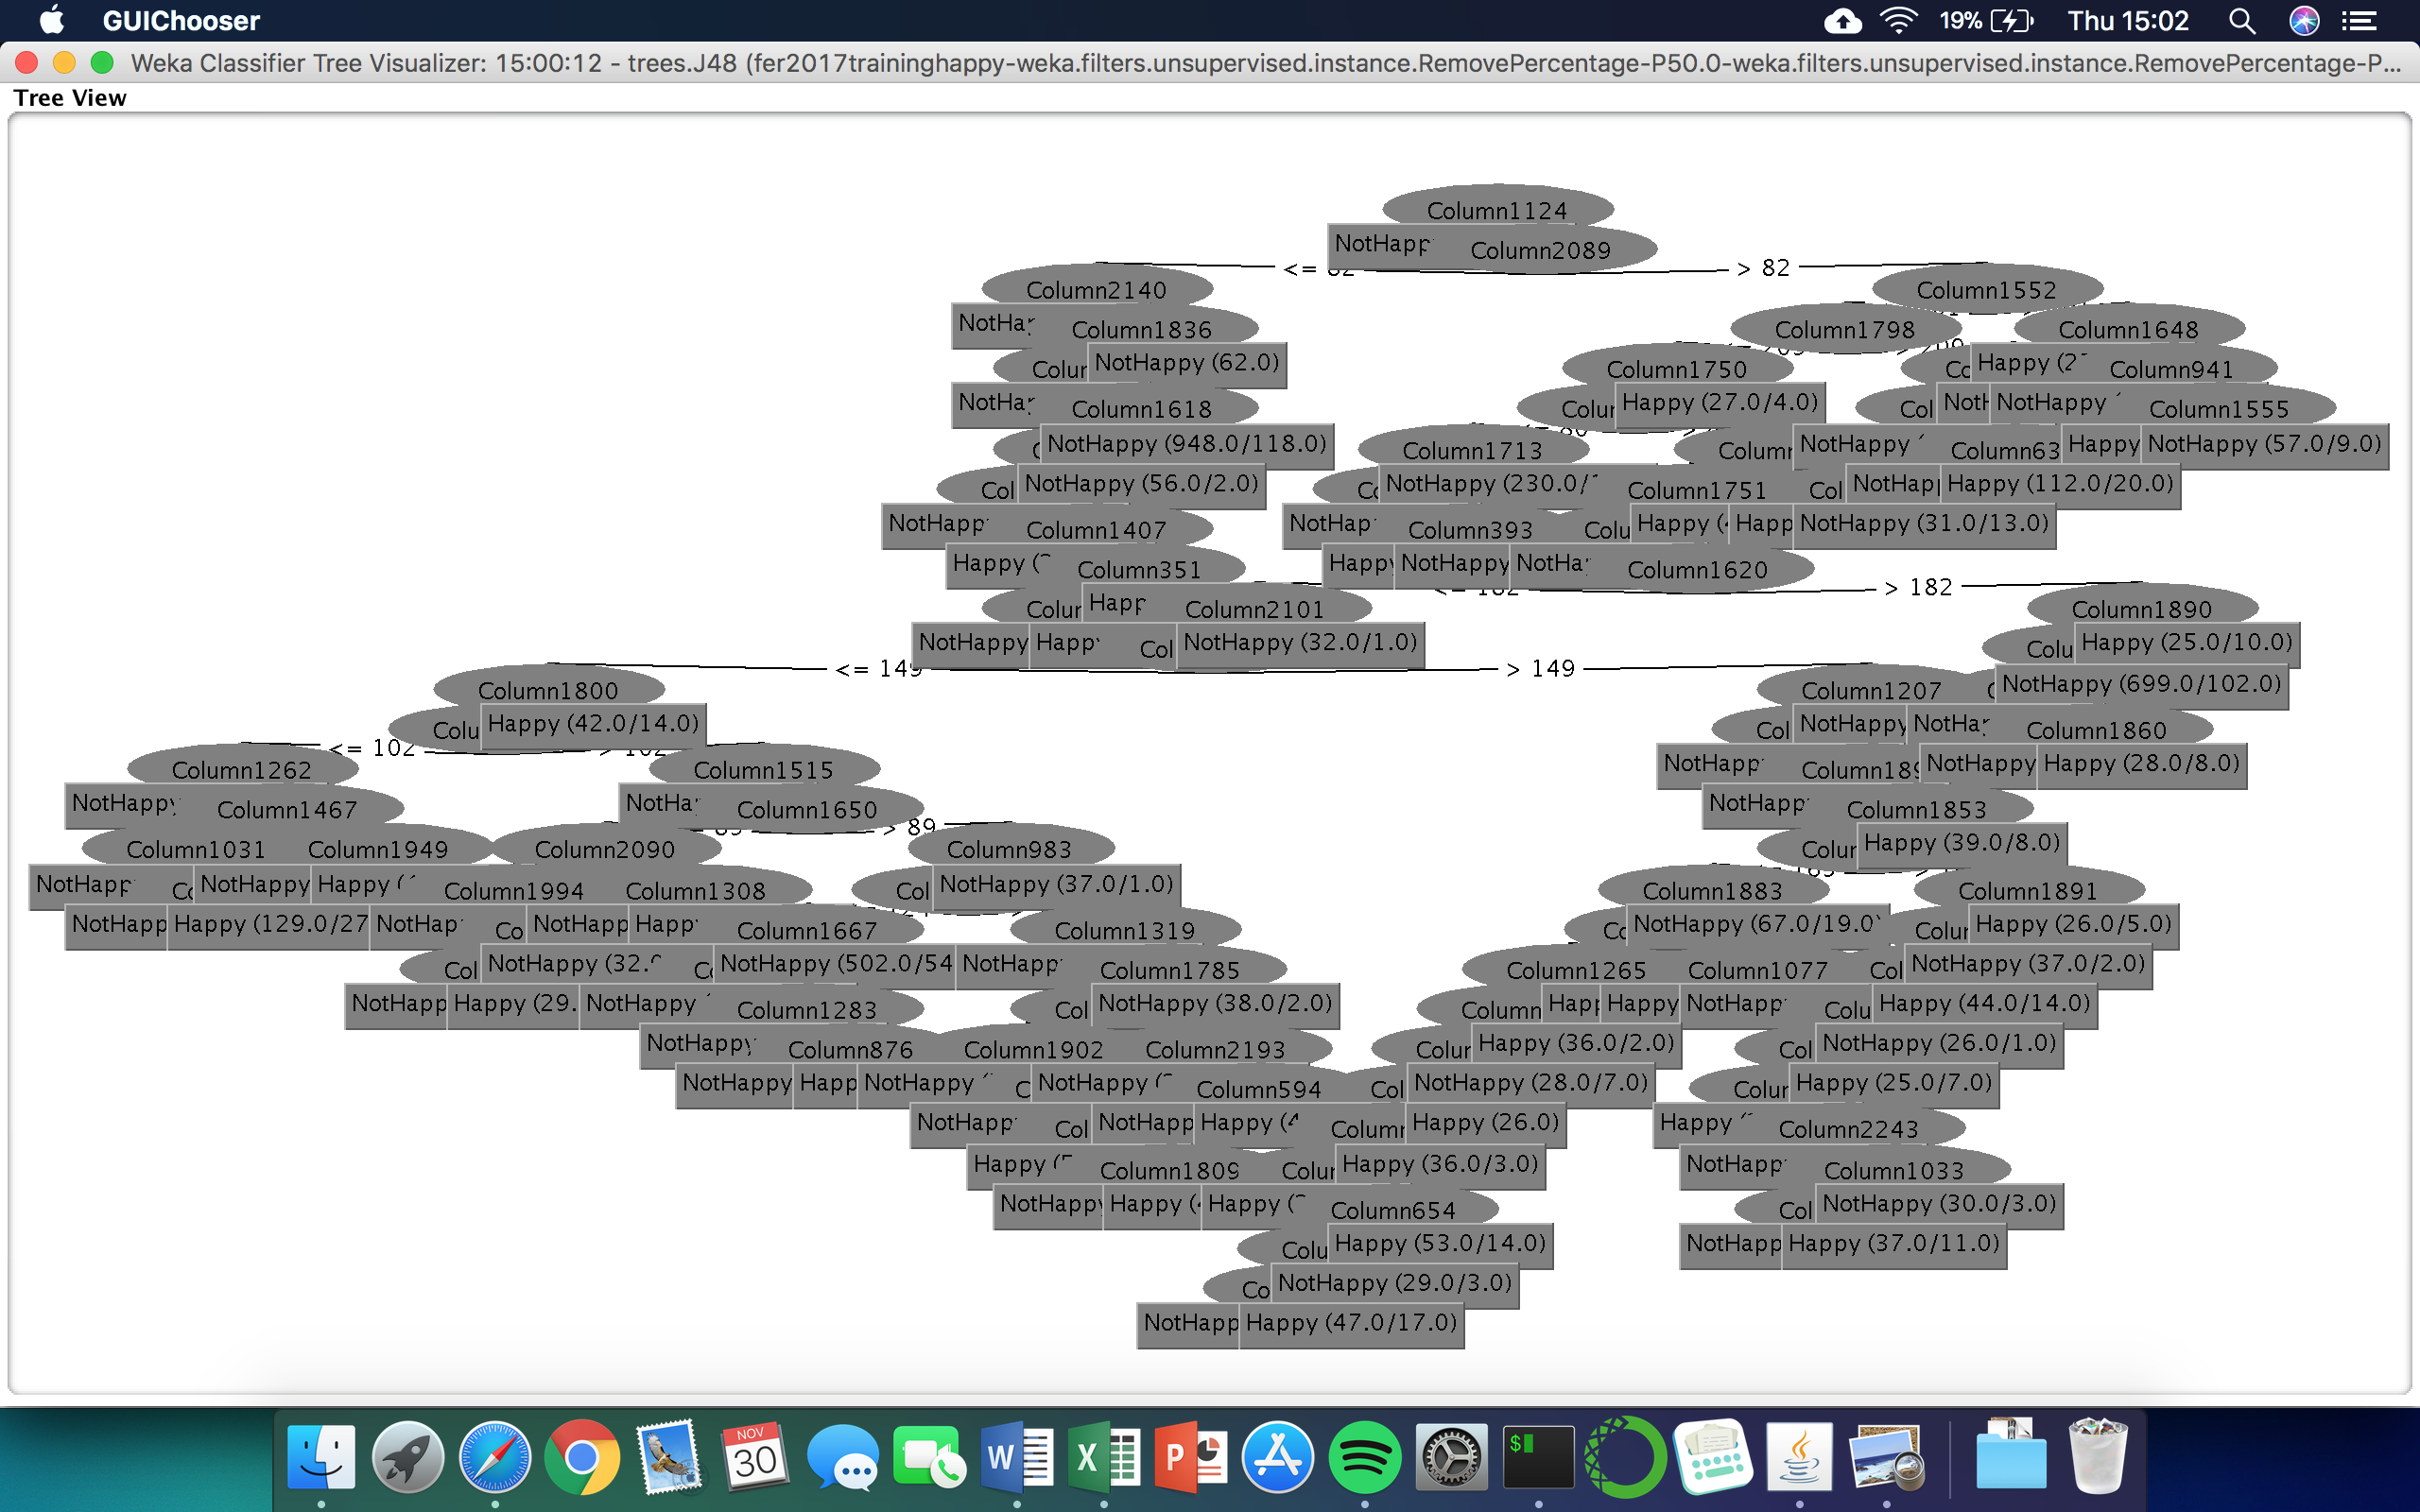 GUIChooser 19% Thu 15:02
Weka Classifier Tree Visualizer: 15:00:12 - trees.J48 (fer2017traininghappy-weka.filters.unsupervised.instance.RemovePercentage-P50.0-weka.filters.unsupervised.instance.RemovePercentage-P...
Tree View
Column1124
NotHapp Column2089
<= 82 > 82
Column2140 Column1552
NotHa Column1836 Column1798 Column1648
Colur NotHappy (62.0) Column1750 Cc Happy (2 Column941
NotHa Column1618 Colur Happy (27.0/4.0) Col NotH NotHappy Column1555
NotHappy (948.0/118.0) Column1713 Column NotHappy Column63 Happy NotHappy (57.0/9.0)
Col NotHappy (56.0/2.0) Cc NotHappy (230.0/ Column1751 Col NotHap Happy (112.0/20.0)
NotHapp Column1407 NotHap Column393 Colu Happy ( Happ NotHappy (31.0/13.0)
Happy ( Column351 Happy NotHappy NotHa Column1620
<= 182 > 182
Colur Happ Column2101 Column1890
NotHappy Happy Col NotHappy (32.0/1.0) Colu Happy (25.0/10.0)
<= 149 > 149
Column1800 Column1207 NotHappy (699.0/102.0)
Colu Happy (42.0/14.0) Col NotHappy NotHa Column1860
<= 102 > 102
Column1262 Column1515 NotHapp Column189 NotHappy Happy (28.0/8.0)
NotHappy Column1467 NotHa Column1650 NotHapp Column1853
89 > 89
Column1031 Column1949 Column2090 Column983 Colur Happy (39.0/8.0)
NotHapp Cc NotHappy Happy ( Column1994 Column1308 Col NotHappy (37.0/1.0) Column1883 Column1891
NotHapp Happy (129.0/27 NotHap Co NotHapp Happ Column1667 Column1319 Cc NotHappy (67.0/19.0 Colur Happy (26.0/5.0)
Col NotHappy (32. Cc NotHappy (502.0/54 NotHapp Column1785 Column1265 Column1077 Col NotHappy (37.0/2.0)
NotHapp Happy (29. NotHappy Column1283 Col NotHappy (38.0/2.0) Column Happ Happy NotHapp Colu Happy (44.0/14.0)
NotHappy Column876 Column1902 Column2193 Colur Happy (36.0/2.0) Col NotHappy (26.0/1.0)
NotHappy Happ NotHappy C NotHappy ( Column594 Col NotHappy (28.0/7.0) Colur Happy (25.0/7.0)
NotHapp Col NotHapp Happy (4 Column Happy (26.0) Happy Column2243
Happy ( Column1809 Colur Happy (36.0/3.0) NotHapp Column1033
NotHappy Happy ( Happy ( Column654 Col NotHappy (30.0/3.0)
Colu Happy (53.0/14.0) NotHapp Happy (37.0/11.0)
Co NotHappy (29.0/3.0)
NotHapp Happy (47.0/17.0)
NOV
30
W X P $